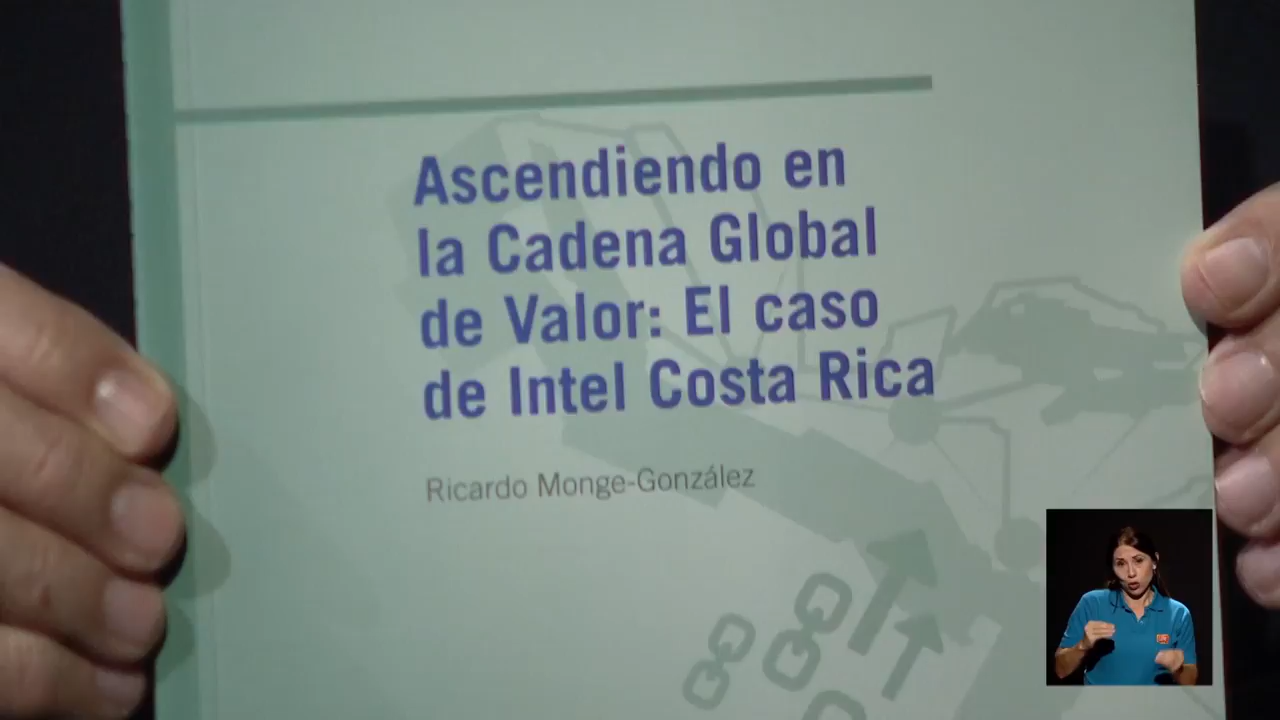 Ascendiendo en
la Cadena Global
de Valor: El caso
de Intel Costa Rica
Ricardo Monge-González